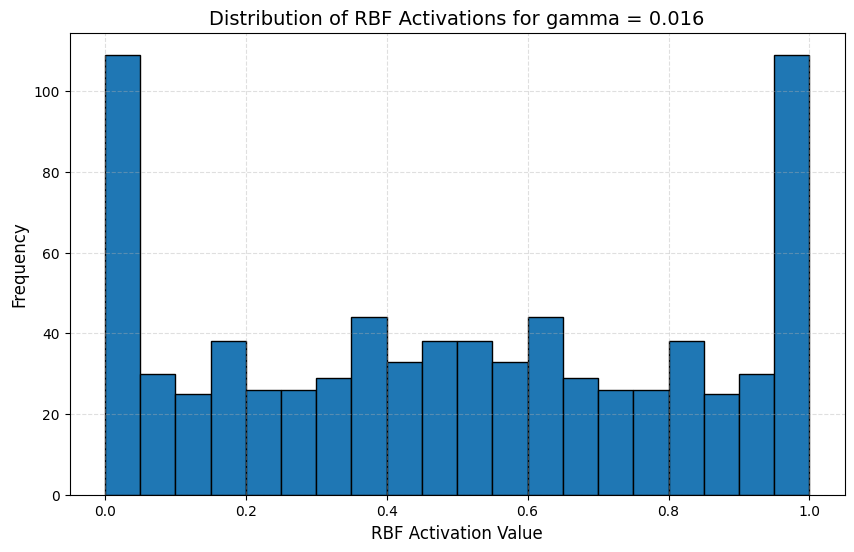 Distribution of RBF Activations for gamma = 0.016
Frequency
100
80
60
40
20
0
0.0 0.2 0.4 0.6 0.8 1.0
RBF Activation Value